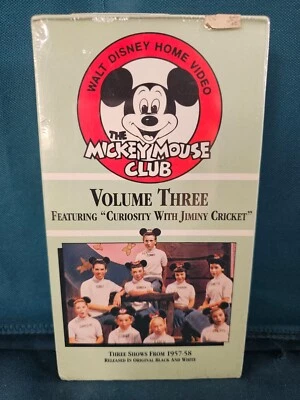 WALT DISNEY HOME VIDEO
THE
MICKEY MOUSE
CLUB
VOLUME THREE
FEATURING "CURIOSITY WITH JIMINY CRICKET"
THREE SHOWS FROM 1957-58
RELEASED IN ORIGINAL BLACK AND WHITE